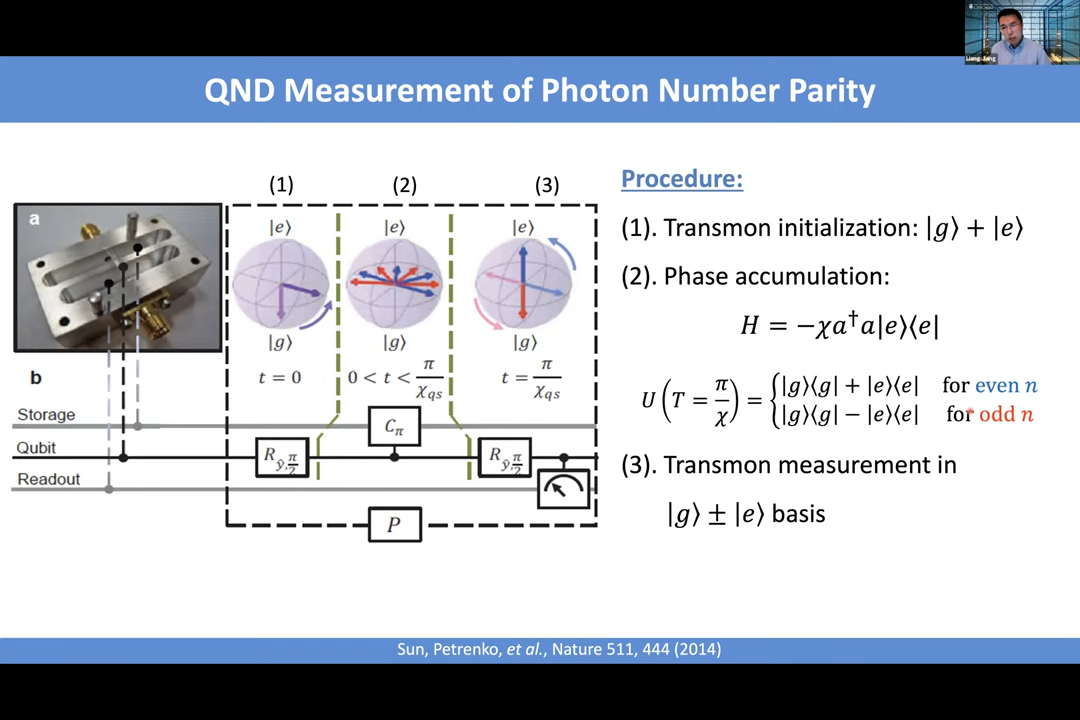 Liang Jiang
QND Measurement of Photon Number Parity
(1) (2) (3)
a
|e⟩ |e⟩ |e⟩
|g⟩ |g⟩ |g⟩
t = 0 0 < t < π/χqs t = π/χqs
b
Storage
Cπ
Qubit
Rŷ,π/2 Rŷ,π/2
Readout
P
Procedure:
(1). Transmon initialization: |g⟩ + |e⟩
(2). Phase accumulation:
H = −χa†a|e⟩⟨e|
U(T = π/χ) = { |g⟩⟨g| + |e⟩⟨e| for even n
|g⟩⟨g| − |e⟩⟨e| for odd n
(3). Transmon measurement in
|g⟩ ± |e⟩ basis
Sun, Petrenko, et al., Nature 511, 444 (2014)